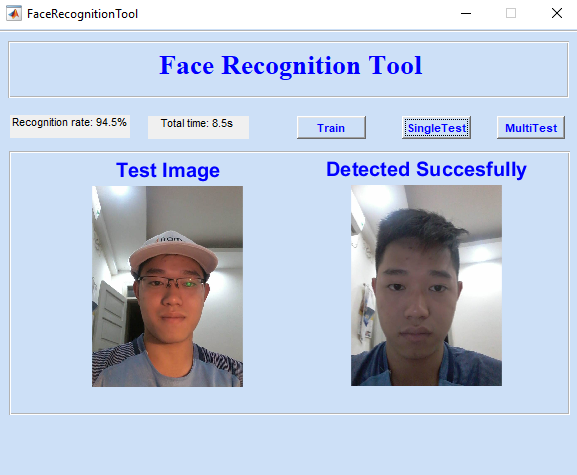 FaceRecognitionTool
Face Recognition Tool
Recognition rate: 94.5%
Total time: 8.5s
Train
SingleTest
MultiTest
Test Image
Detected Succesfully